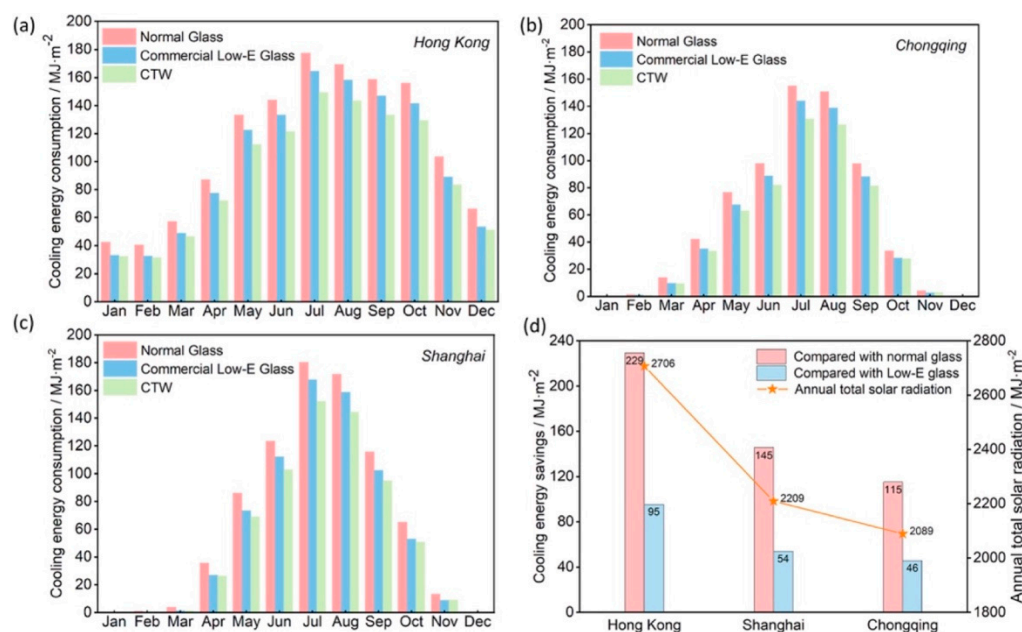 (a)
Cooling energy consumption / MJ·m⁻²
200
180
160
140
120
100
80
60
40
20
0
Normal Glass
Commercial Low-E Glass
CTW
Hong Kong
Jan Feb Mar Apr May Jun Jul Aug Sep Oct Nov Dec
(b)
Cooling energy consumption / MJ·m⁻²
200
180
160
140
120
100
80
60
40
20
0
Normal Glass
Commercial Low-E Glass
CTW
Chongqing
Jan Feb Mar Apr May Jun Jul Aug Sep Oct Nov Dec
(c)
Cooling energy consumption / MJ·m⁻²
200
180
160
140
120
100
80
60
40
20
0
Normal Glass
Commercial Low-E Glass
CTW
Shanghai
Jan Feb Mar Apr May Jun Jul Aug Sep Oct Nov Dec
(d)
Cooling energy savings / MJ·m⁻²
240
200
160
120
80
40
0
Compared with normal glass
Compared with Low-E glass
Annual total solar radiation
229
2706
95
145
2209
54
115
2089
46
Hong Kong Shanghai Chongqing
2800
2600
2400
2200
2000
1800
Annual total solar radiation / MJ·m⁻²